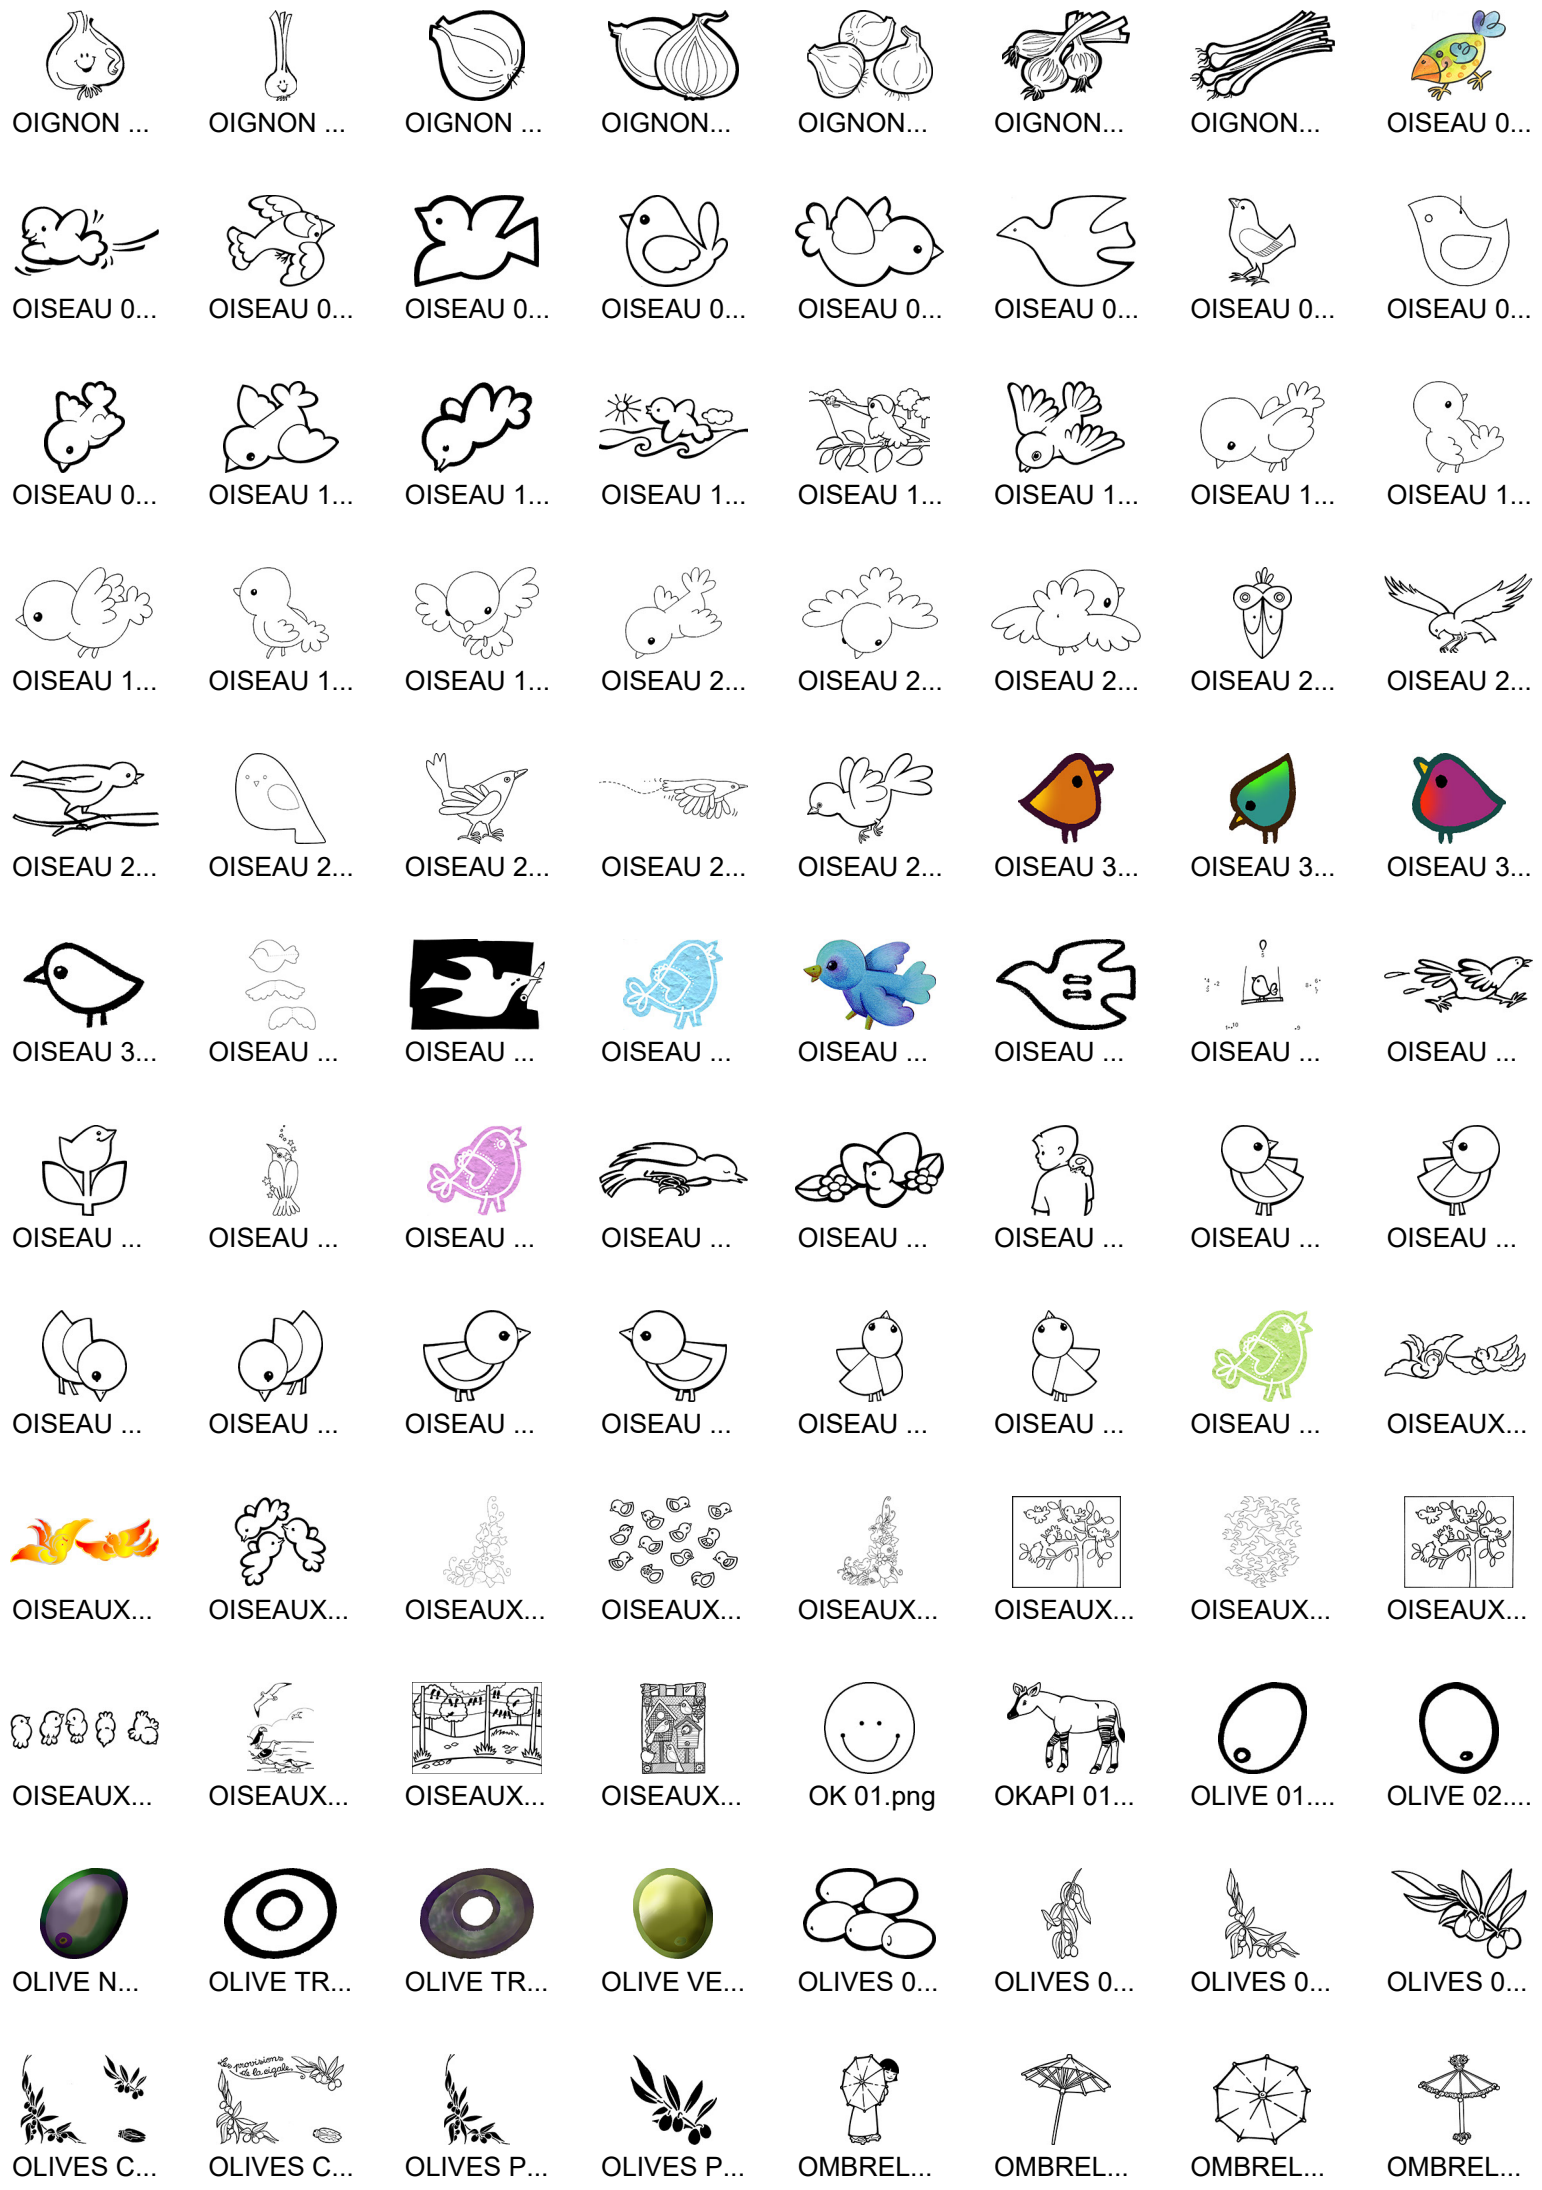 OIGNON ... OIGNON ... OIGNON ... OIGNON... OIGNON... OIGNON... OIGNON... OISEAU 0...
OISEAU 0... OISEAU 0... OISEAU 0... OISEAU 0... OISEAU 0... OISEAU 0... OISEAU 0... OISEAU 0...
OISEAU 0... OISEAU 1... OISEAU 1... OISEAU 1... OISEAU 1... OISEAU 1... OISEAU 1... OISEAU 1...
OISEAU 1... OISEAU 1... OISEAU 1... OISEAU 2... OISEAU 2... OISEAU 2... OISEAU 2... OISEAU 2...
OISEAU 2... OISEAU 2... OISEAU 2... OISEAU 2... OISEAU 2... OISEAU 3... OISEAU 3... OISEAU 3...
OISEAU 3... OISEAU ... OISEAU ... OISEAU ... OISEAU ... OISEAU ... OISEAU ... OISEAU ...
OISEAU ... OISEAU ... OISEAU ... OISEAU ... OISEAU ... OISEAU ... OISEAU ... OISEAU ...
OISEAU ... OISEAU ... OISEAU ... OISEAU ... OISEAU ... OISEAU ... OISEAU ... OISEAUX...
OISEAUX... OISEAUX... OISEAUX... OISEAUX... OISEAUX... OISEAUX... OISEAUX... OISEAUX...
OISEAUX... OISEAUX... OISEAUX... OISEAUX... OK 01.png OKAPI 01... OLIVE 01.... OLIVE 02....
OLIVE N... OLIVE TR... OLIVE TR... OLIVE VE... OLIVES 0... OLIVES 0... OLIVES 0... OLIVES 0...
Les provisions
de la cigale
OLIVES C... OLIVES C... OLIVES P... OLIVES P... OMBREL... OMBREL... OMBREL... OMBREL...